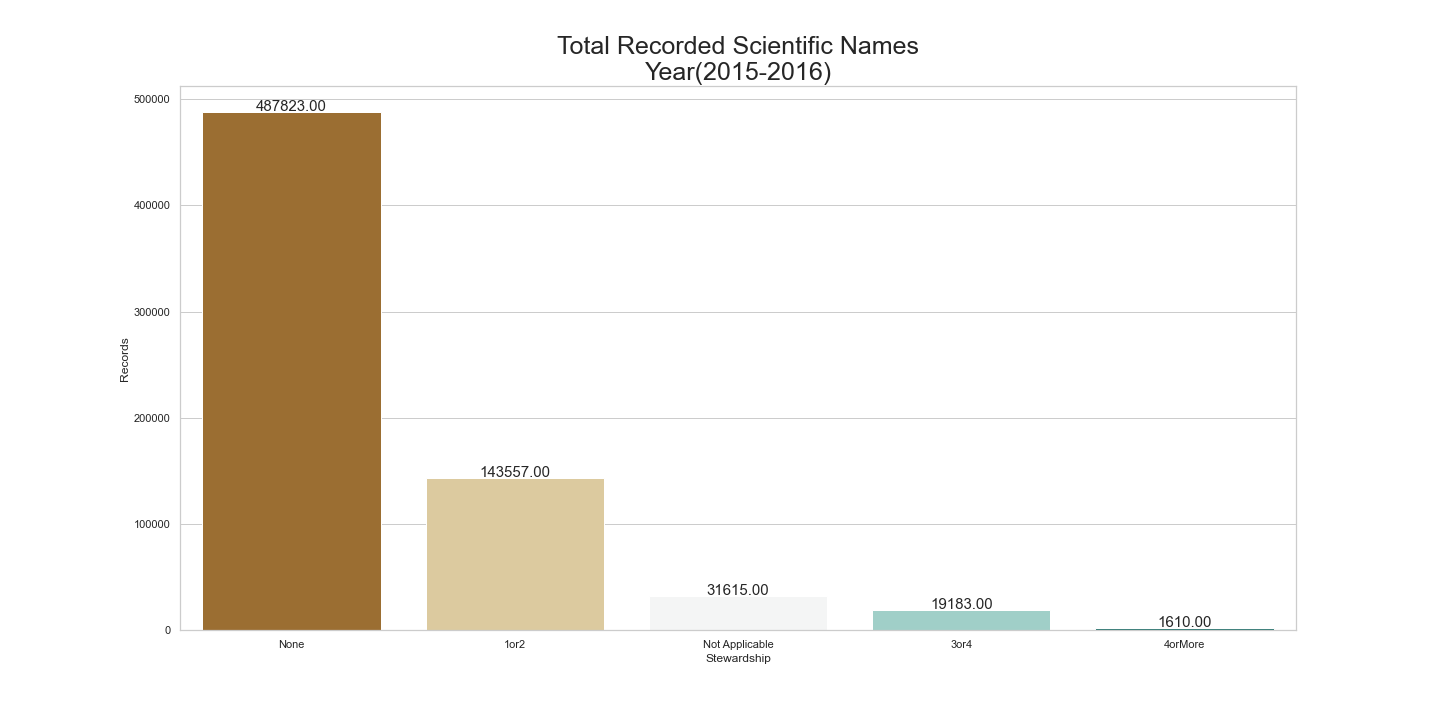 Total Recorded Scientific Names
Year(2015-2016)
500000
400000
300000
200000
100000
0
Records
487823.00
143557.00
31615.00
19183.00
1610.00
None
1or2
Not Applicable
3or4
4orMore
Stewardship